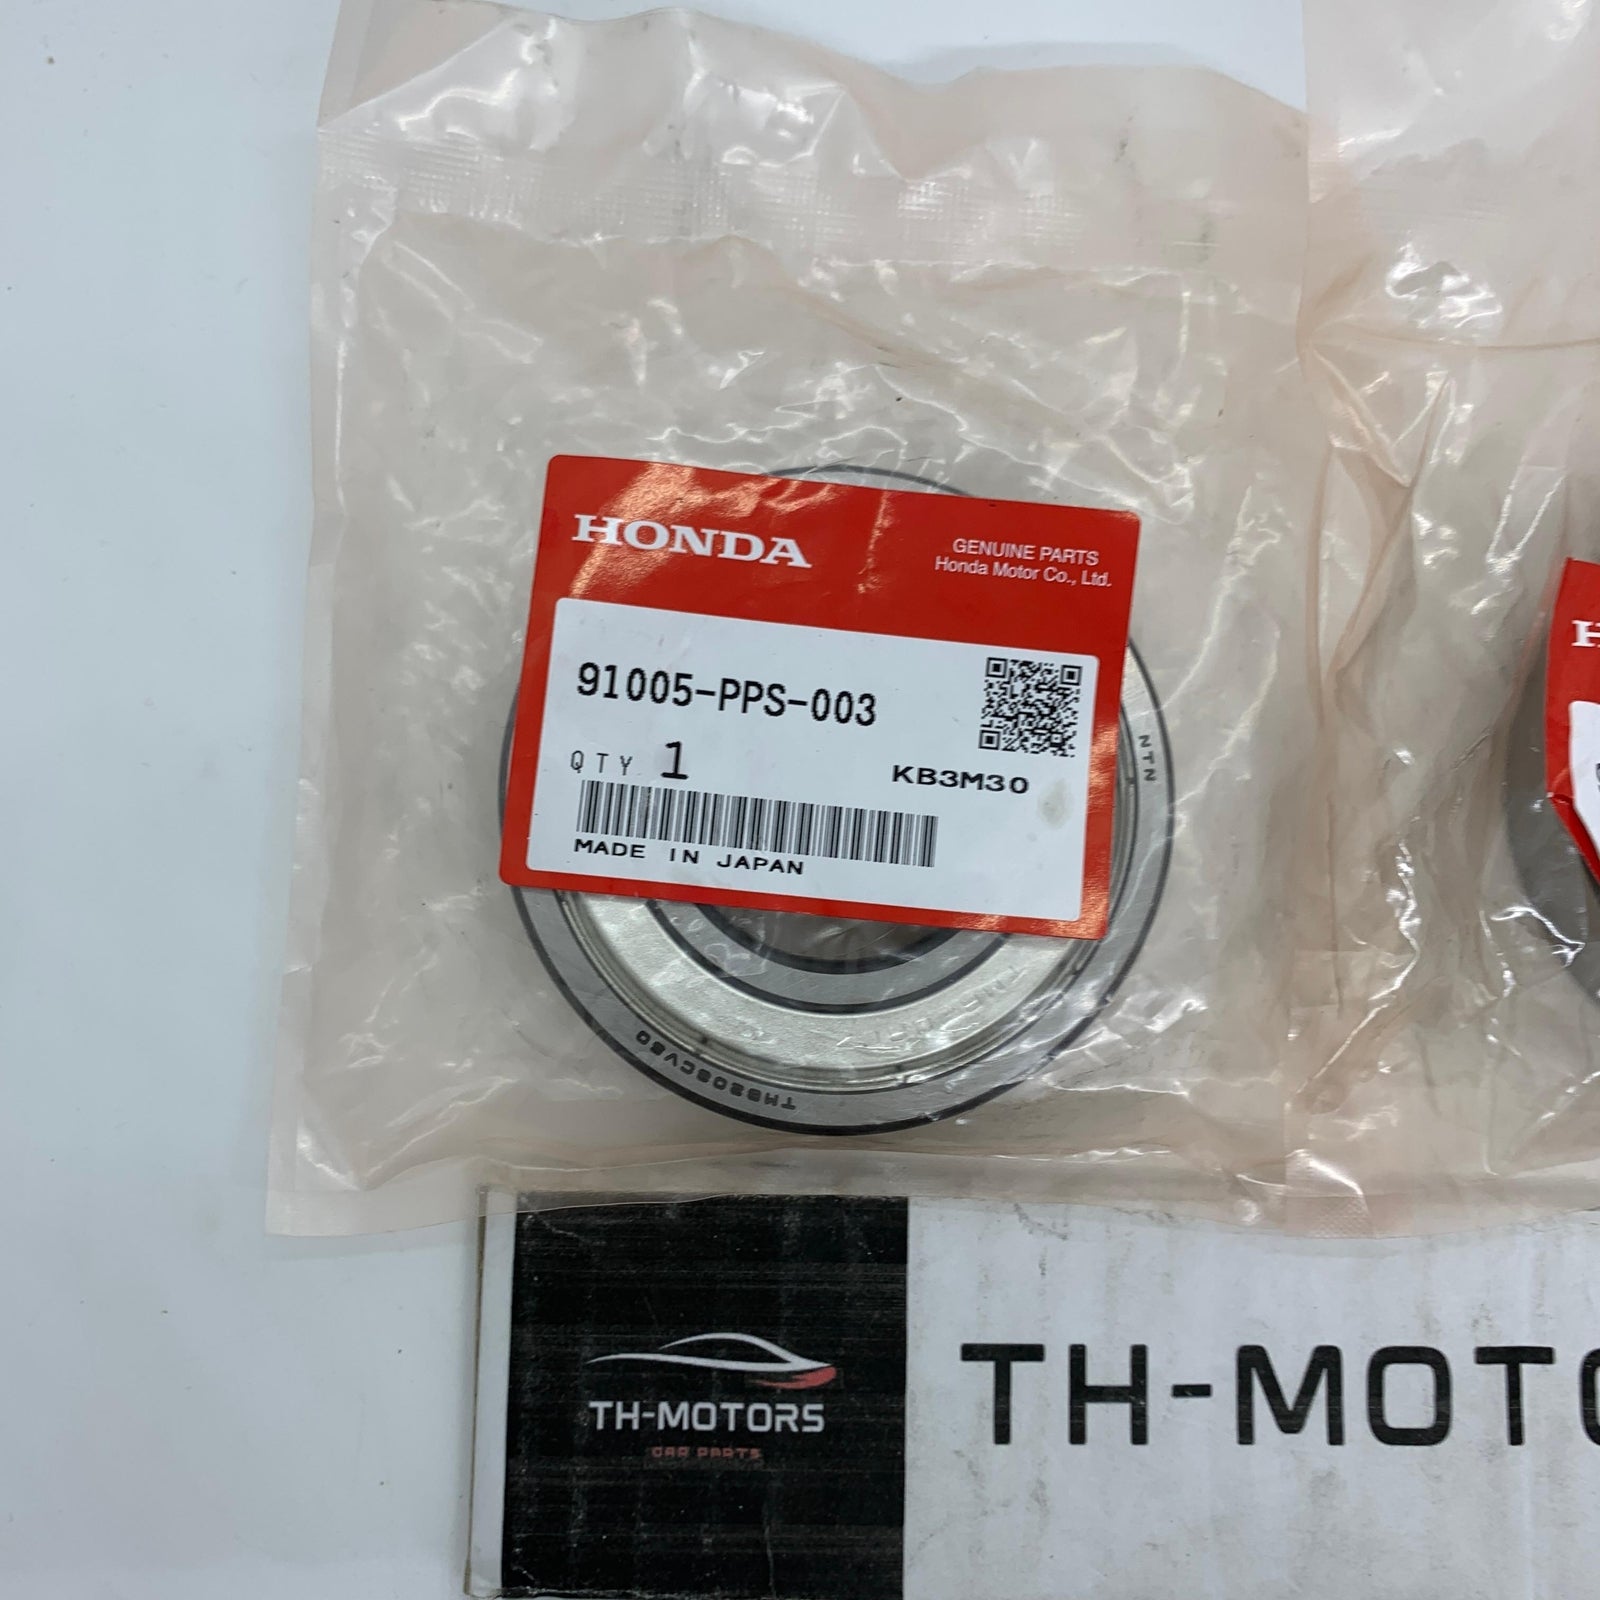 HONDA
GENUINE PARTS
Honda Motor Co., Ltd.
91005-PPS-003
QTY 1
KB3M30
MADE IN JAPAN
NTN
H
TH-MOTORS
CAR PARTS
TH-MOTO